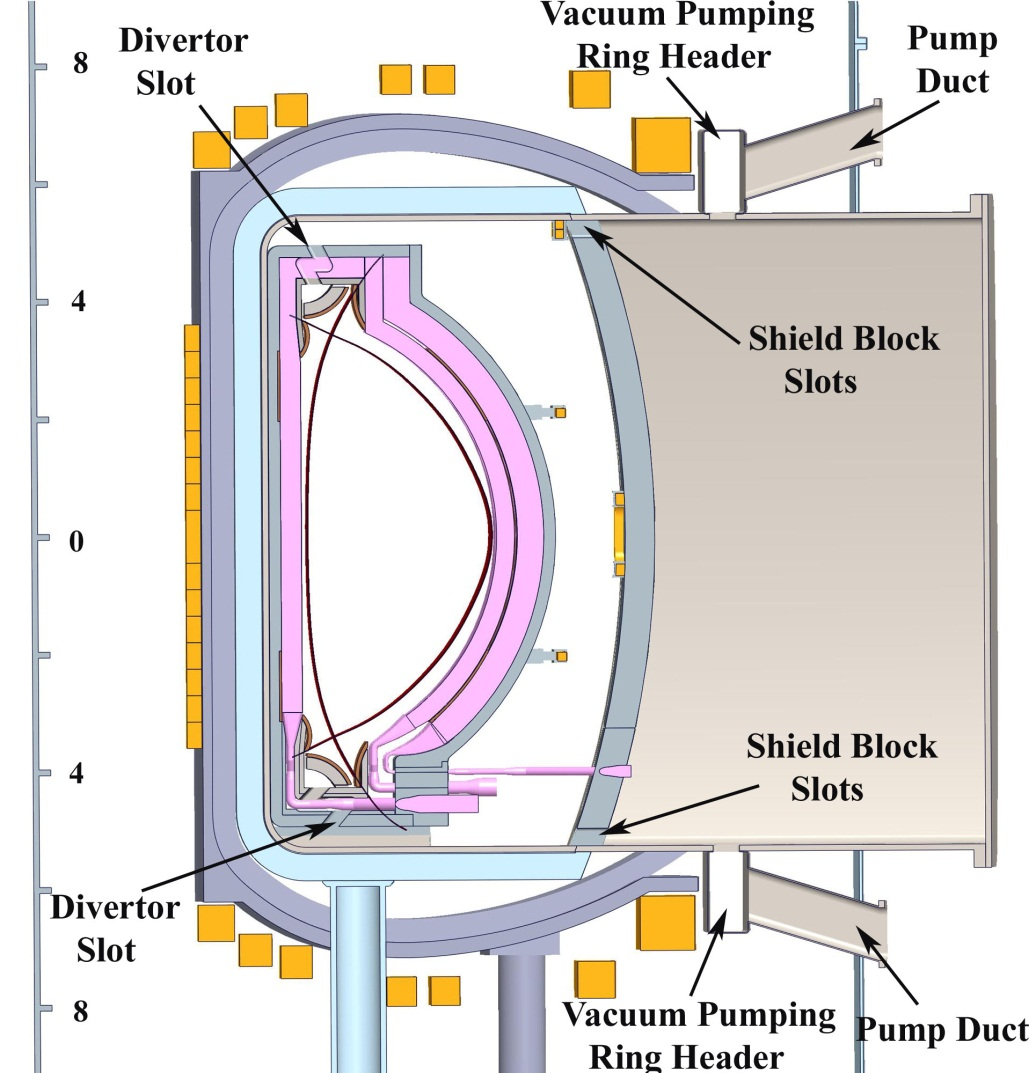 Vacuum Pumping
Ring Header
Divertor
Slot
Pump
Duct
8
4
Shield Block
Slots
0
Shield Block
Slots
4
Divertor
Slot
8
Vacuum Pumping
Ring Header
Pump Duct